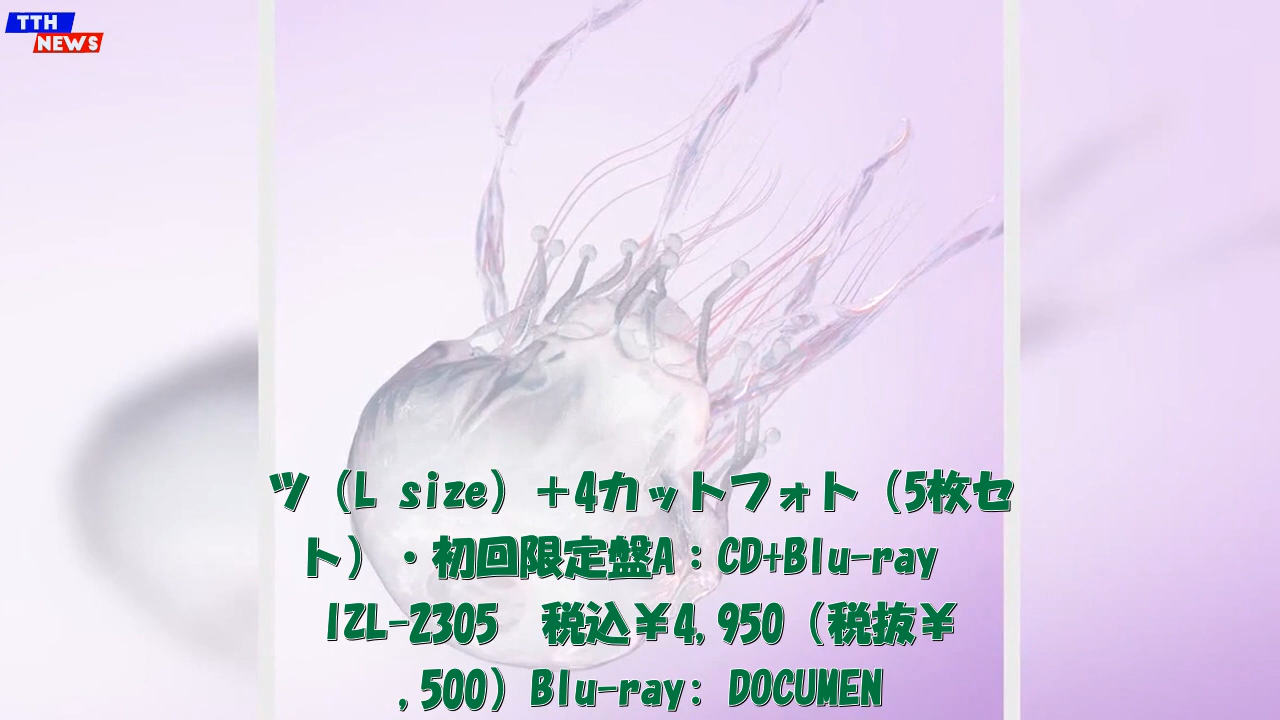 TTH
NEWS
ツ（L size）＋4カットフォト（5枚セ
ト）・初回限定盤A：CD+Blu-ray
IZL-2305　税込￥4,950（税抜￥
,500）Blu-ray: DOCUMEN